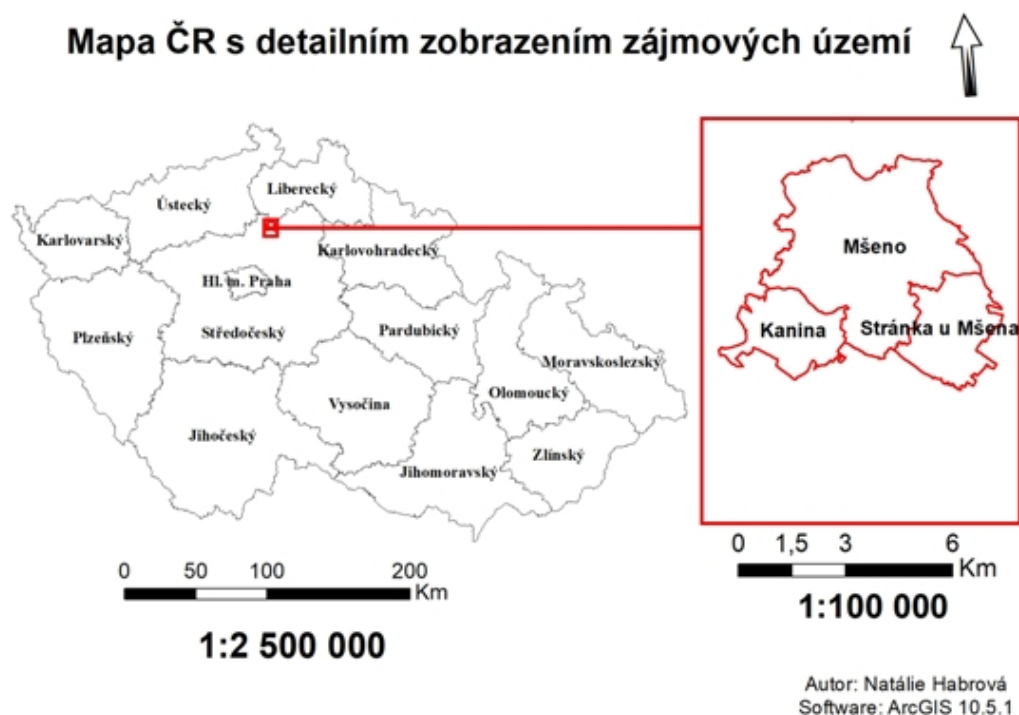 Mapa ČR s detailním zobrazením zájmových území
Liberecký
Ústecký
Karlovarský
Karlovohradecký
Hl. m. Praha
Středočeský
Plzeňský
Pardubický
Moravskoslezský
Olomoucký
Vysočina
Jihočeský
Zlínský
Jihomoravský
Mšeno
Kanina
Stránka u Mšena
0 50 100 200
Km
1:2 500 000
0 1,5 3 6
Km
1:100 000
Autor: Natálie Habrová
Software: ArcGIS 10.5.1